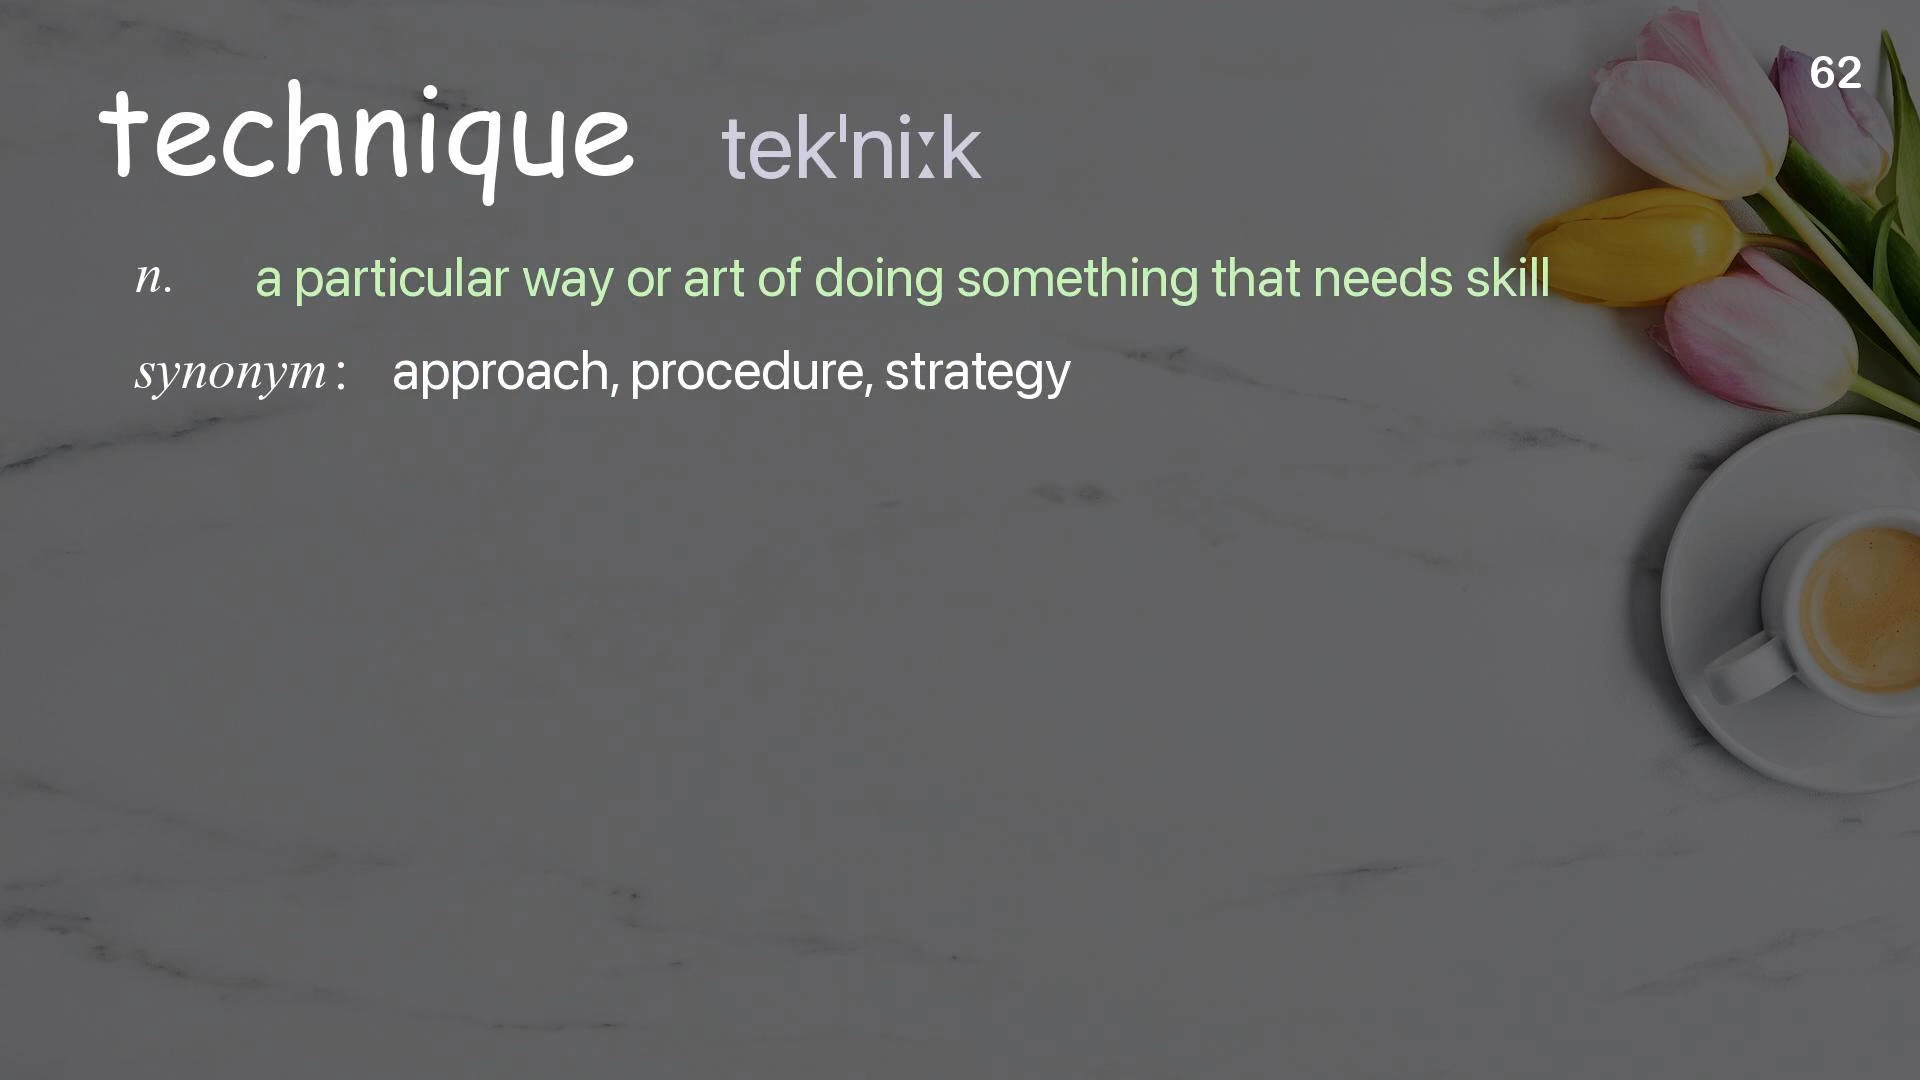 62
technique tekˈniːk
n. a particular way or art of doing something that needs skill
synonym: approach, procedure, strategy